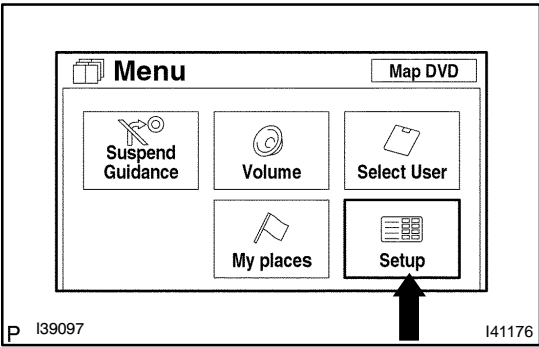 Menu
Map DVD
Suspend
Guidance
Volume
Select User
My places
Setup
P I39097
I41176